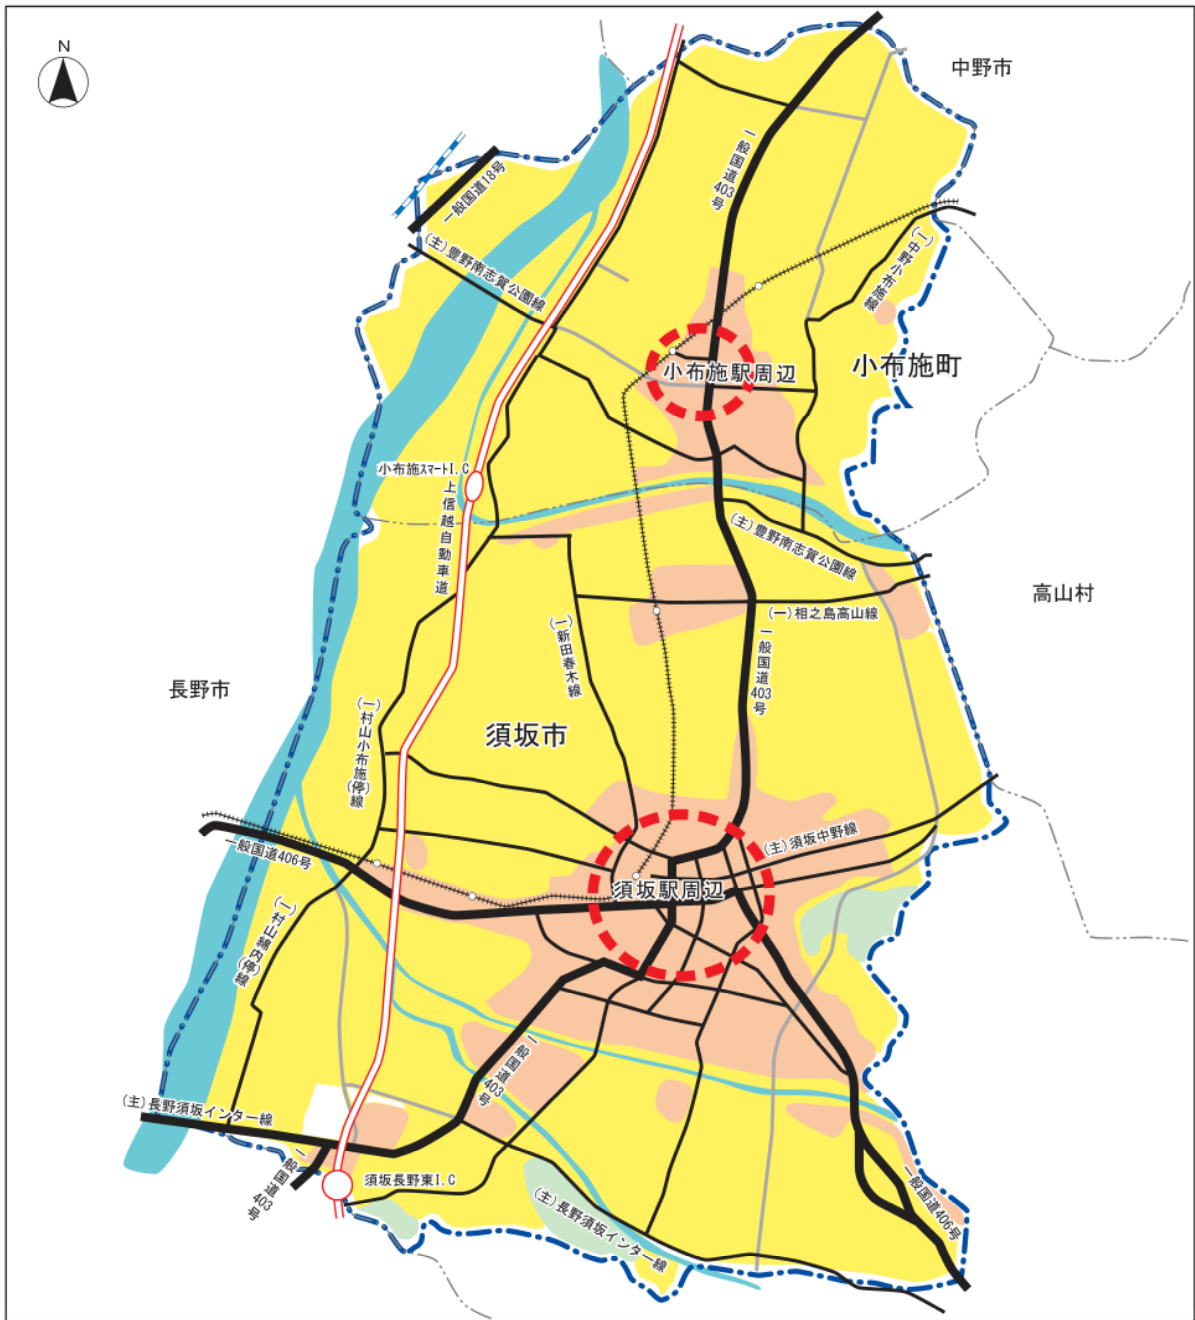 N
中野市
一般国道403号
一般国道18号
(主)豊野南志賀公園線
(一)中野小布施線
小布施町
小布施駅周辺
小布施スマートI.C
上信越自動車道
(主)豊野南志賀公園線
高山村
(一)相之島高山線
(一)新田春木線
一般国道403号
長野市
(一)村山小布施(停)線
須坂市
(主)須坂中野線
一般国道406号
須坂駅周辺
(一)村山綿内(停)線
一般国道403号
(主)長野須坂インター線
一般国道403号
須坂長野東I.C
(主)長野須坂インター線
一般国道406号